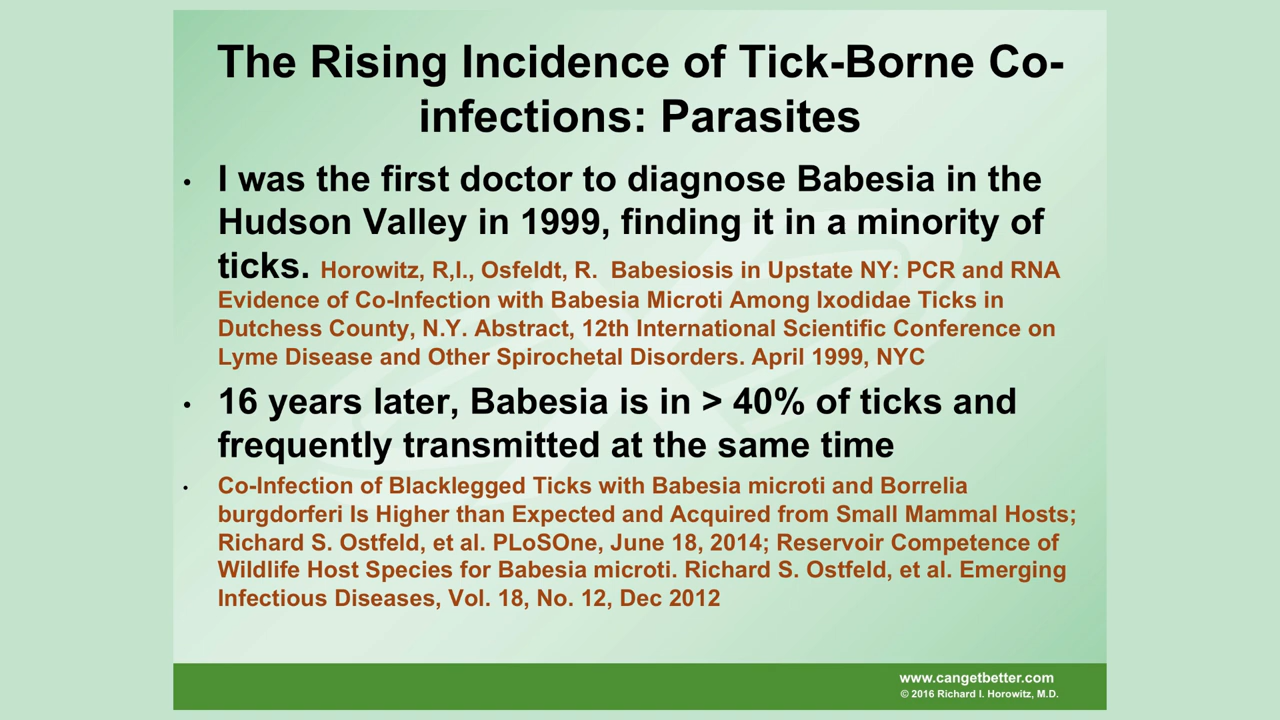 The Rising Incidence of Tick-Borne Co-
infections: Parasites
• I was the first doctor to diagnose Babesia in the
Hudson Valley in 1999, finding it in a minority of
ticks. Horowitz, R,I., Osfeldt, R. Babesiosis in Upstate NY: PCR and RNA
Evidence of Co-Infection with Babesia Microti Among Ixodidae Ticks in
Dutchess County, N.Y. Abstract, 12th International Scientific Conference on
Lyme Disease and Other Spirochetal Disorders. April 1999, NYC
• 16 years later, Babesia is in > 40% of ticks and
frequently transmitted at the same time
• Co-Infection of Blacklegged Ticks with Babesia microti and Borrelia
burgdorferi Is Higher than Expected and Acquired from Small Mammal Hosts;
Richard S. Ostfeld, et al. PLoSOne, June 18, 2014; Reservoir Competence of
Wildlife Host Species for Babesia microti. Richard S. Ostfeld, et al. Emerging
Infectious Diseases, Vol. 18, No. 12, Dec 2012
www.cangetbetter.com
© 2016 Richard I. Horowitz, M.D.